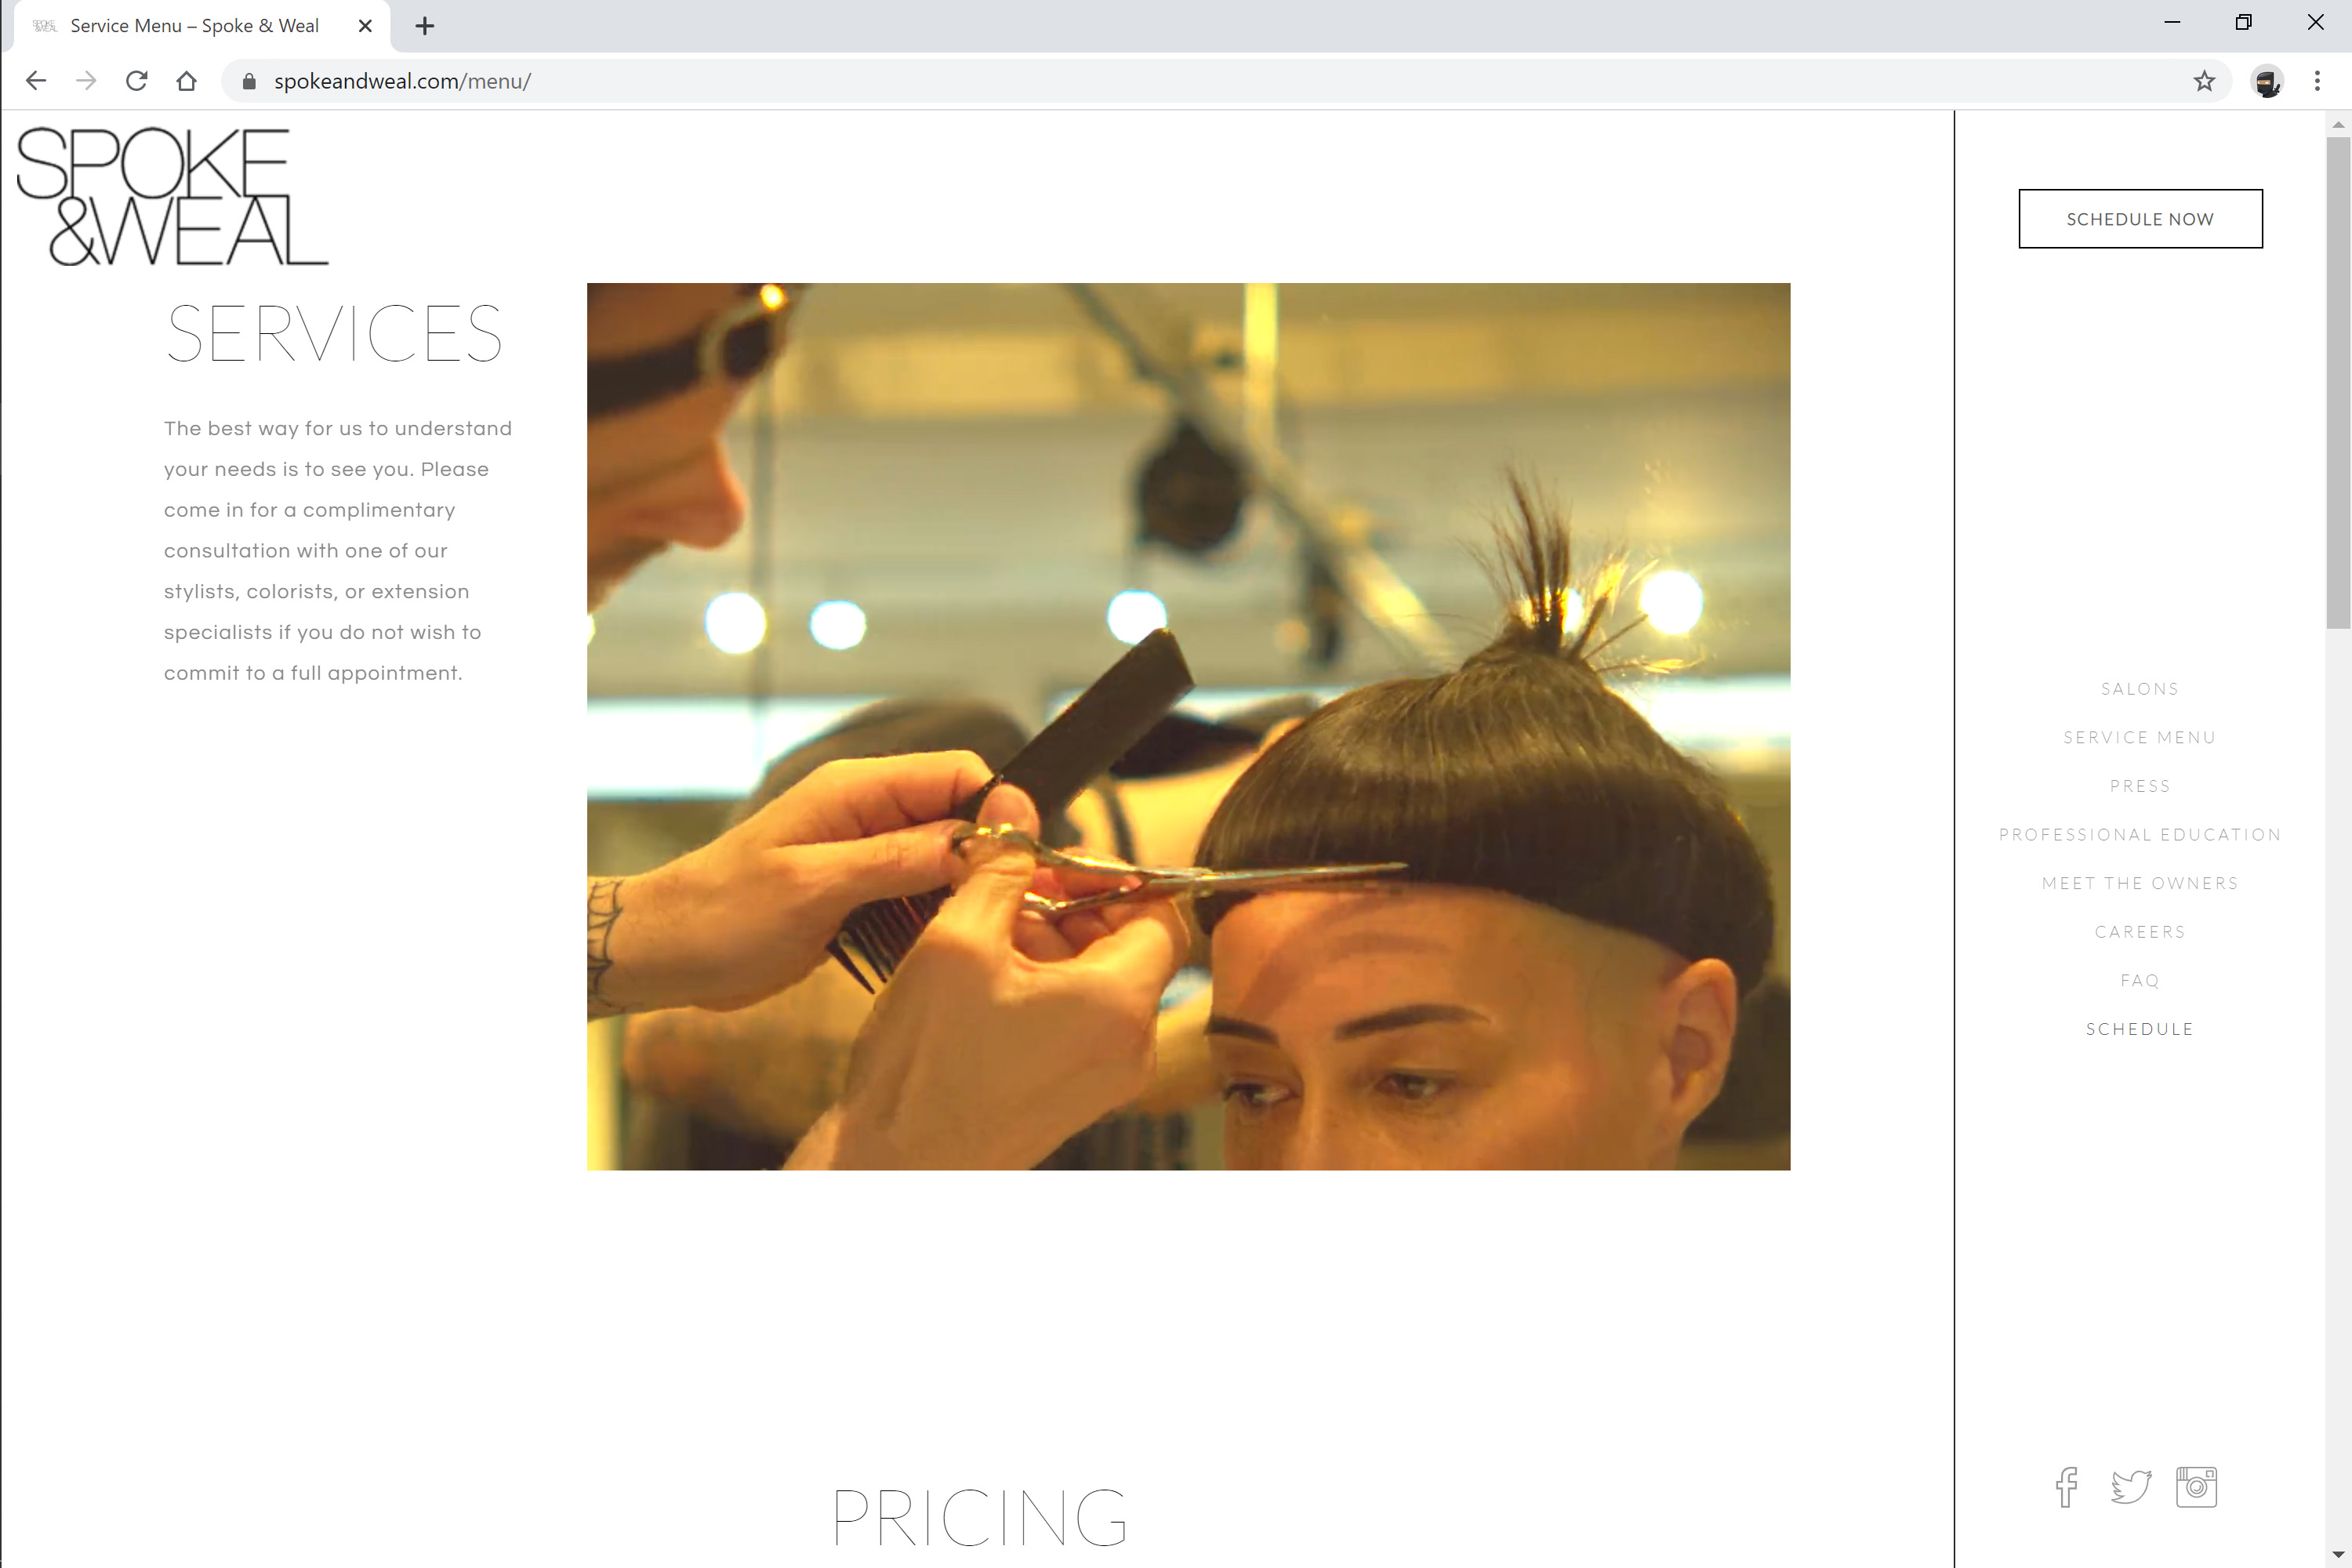 Service Menu – Spoke & Weal
spokeandweal.com/menu/
SPOKE
&WEAL
SCHEDULE NOW
SERVICES
The best way for us to understand
your needs is to see you. Please
come in for a complimentary
consultation with one of our
stylists, colorists, or extension
specialists if you do not wish to
commit to a full appointment.
SALONS
SERVICE MENU
PRESS
PROFESSIONAL EDUCATION
MEET THE OWNERS
CAREERS
FAQ
SCHEDULE
PRICING